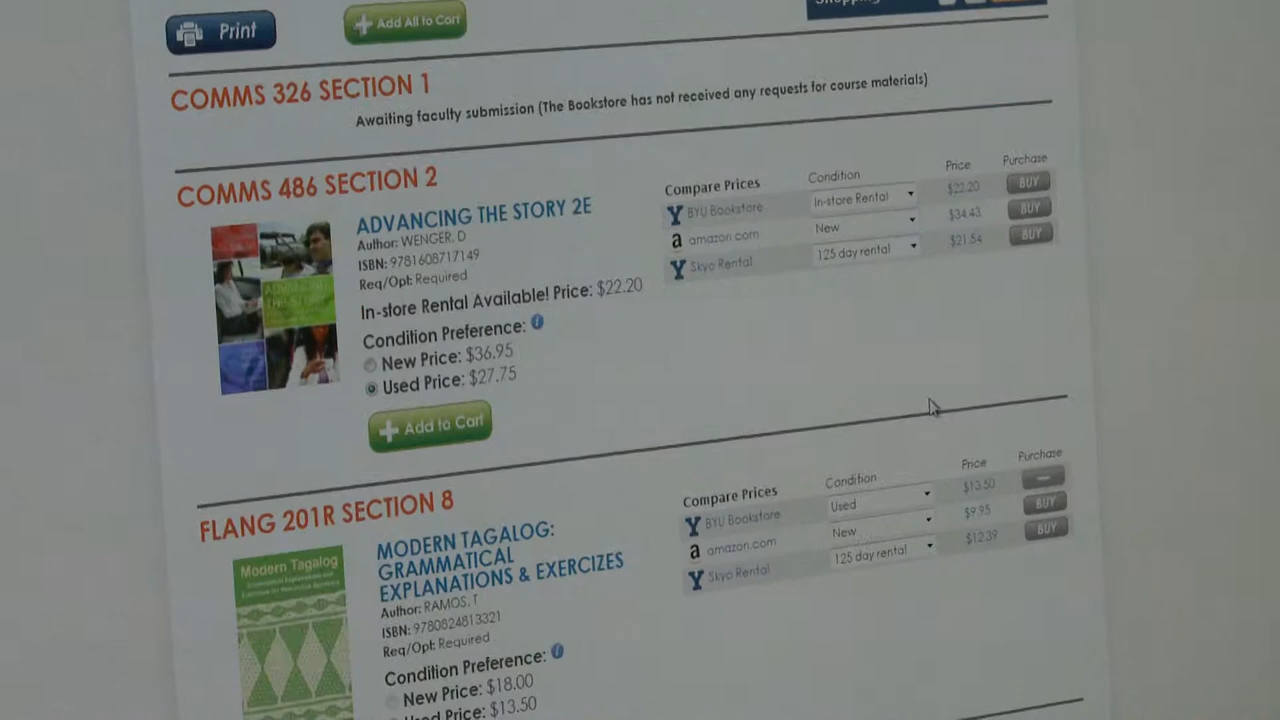 Print
Add All to Cart
COMMS 326 SECTION 1
Awaiting faculty submission (The Bookstore has not received any requests for course materials)
COMMS 486 SECTION 2
ADVANCING THE STORY 2E
Author: WENGER, D
ISBN: 9781608717149
Req/Opt: Required
In-store Rental Available! Price: $22.20
Condition Preference: i
New Price: $36.95
Used Price: $27.75
Add to Cart
Compare Prices Condition Price Purchase
Y BYU Bookstore In-store Rental $22.20 BUY
a amazon.com New $34.43 BUY
Y Skyo Rental 125 day rental $21.54 BUY
FLANG 201R SECTION 8
Modern Tagalog
MODERN TAGALOG:
GRAMMATICAL
EXPLANATIONS & EXERCIZES
Author: RAMOS, T
ISBN: 9780824813321
Req/Opt: Required
Condition Preference: i
New Price: $18.00
Used Price: $13.50
Compare Prices Condition Price Purchase
Y BYU Bookstore Used $13.50 —
a amazon.com New $9.95 BUY
Y Skyo Rental 125 day rental $12.39 BUY